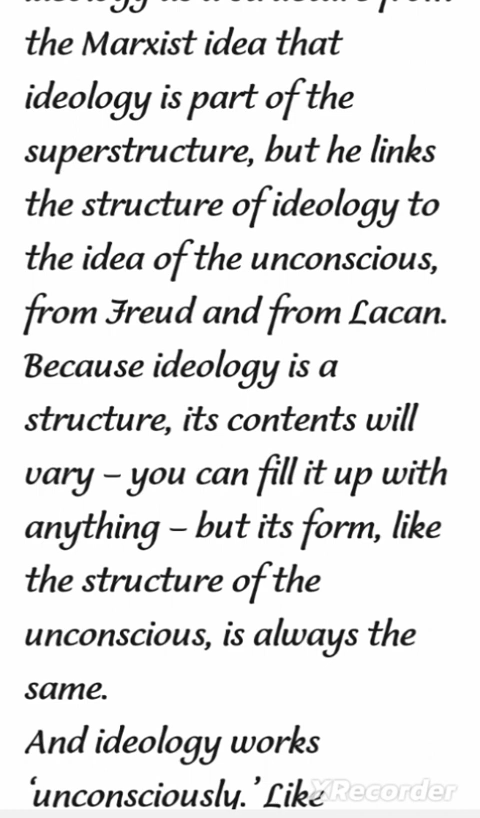 the Marxist idea that
ideology is part of the
superstructure, but he links
the structure of ideology to
the idea of the unconscious,
from Freud and from Lacan.
Because ideology is a
structure, its contents will
vary – you can fill it up with
anything – but its form, like
the structure of the
unconscious, is always the
same.
And ideology works
‘unconsciously.’ Like
XRecorder